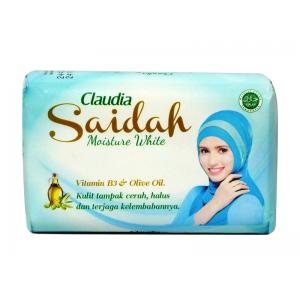 Claudia
Saidah
Moisture White
Vitamin B3 & Olive Oil.
Kulit tampak cerah, halus
dan terjaga kelembabannya.